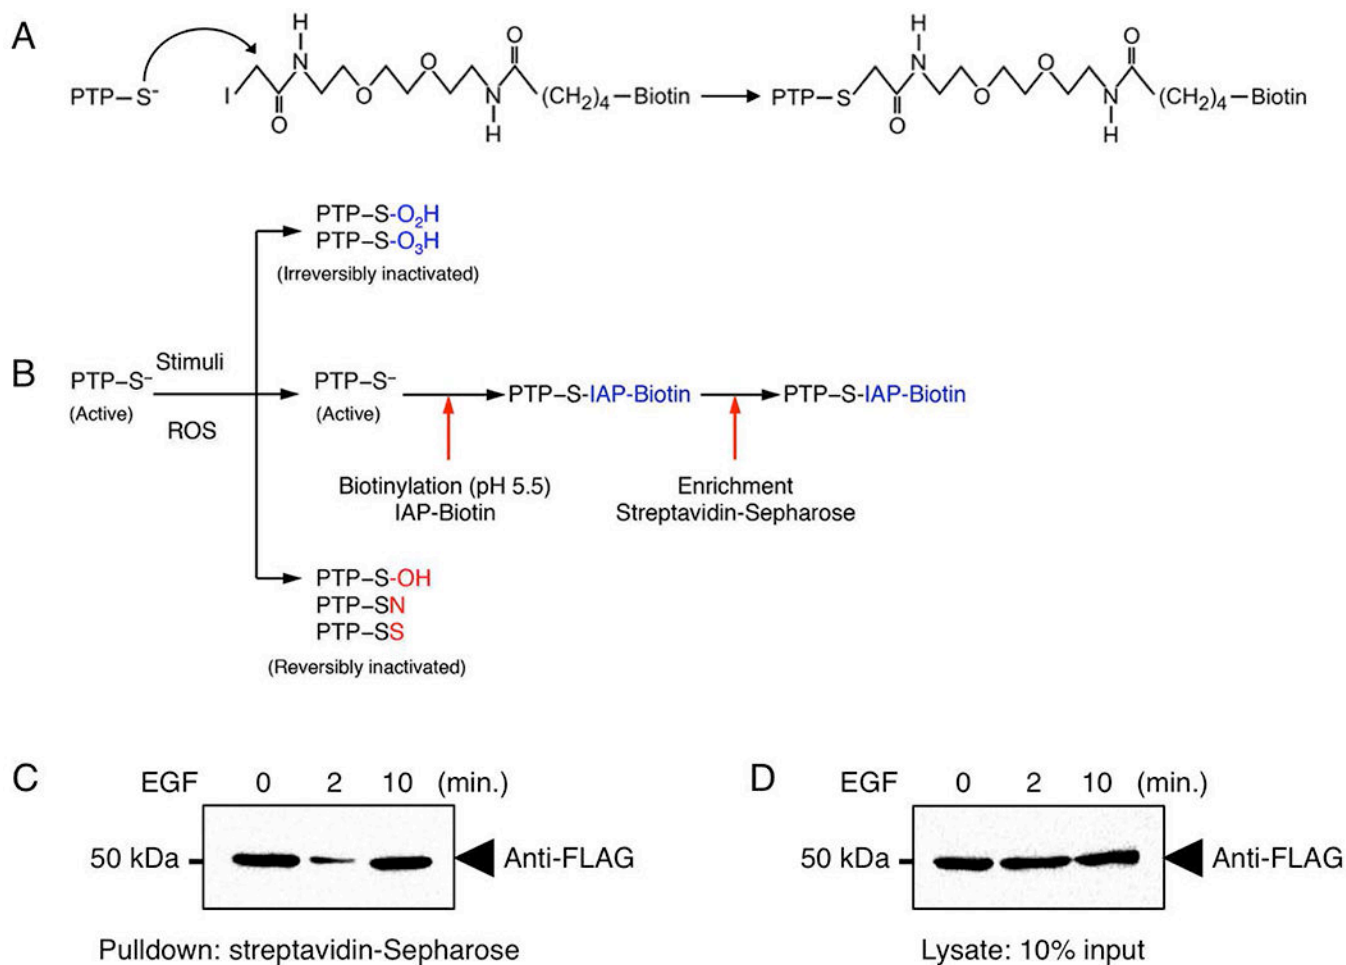 A
PTP–S⁻
I
O
N
H
O
O
N
H
O
(CH₂)₄–Biotin
PTP–S
O
N
H
O
O
N
H
O
(CH₂)₄–Biotin
B
PTP–S⁻
(Active)
Stimuli
ROS
PTP–S-O₂H
PTP–S-O₃H
(Irreversibly inactivated)
PTP–S⁻
(Active)
PTP–S-IAP-Biotin
PTP–S-IAP-Biotin
Biotinylation (pH 5.5)
IAP-Biotin
Enrichment
Streptavidin-Sepharose
PTP–S-OH
PTP–SN
PTP–SS
(Reversibly inactivated)
C
EGF 0 2 10 (min.)
50 kDa
Anti-FLAG
Pulldown: streptavidin-Sepharose
D
EGF 0 2 10 (min.)
50 kDa
Anti-FLAG
Lysate: 10% input